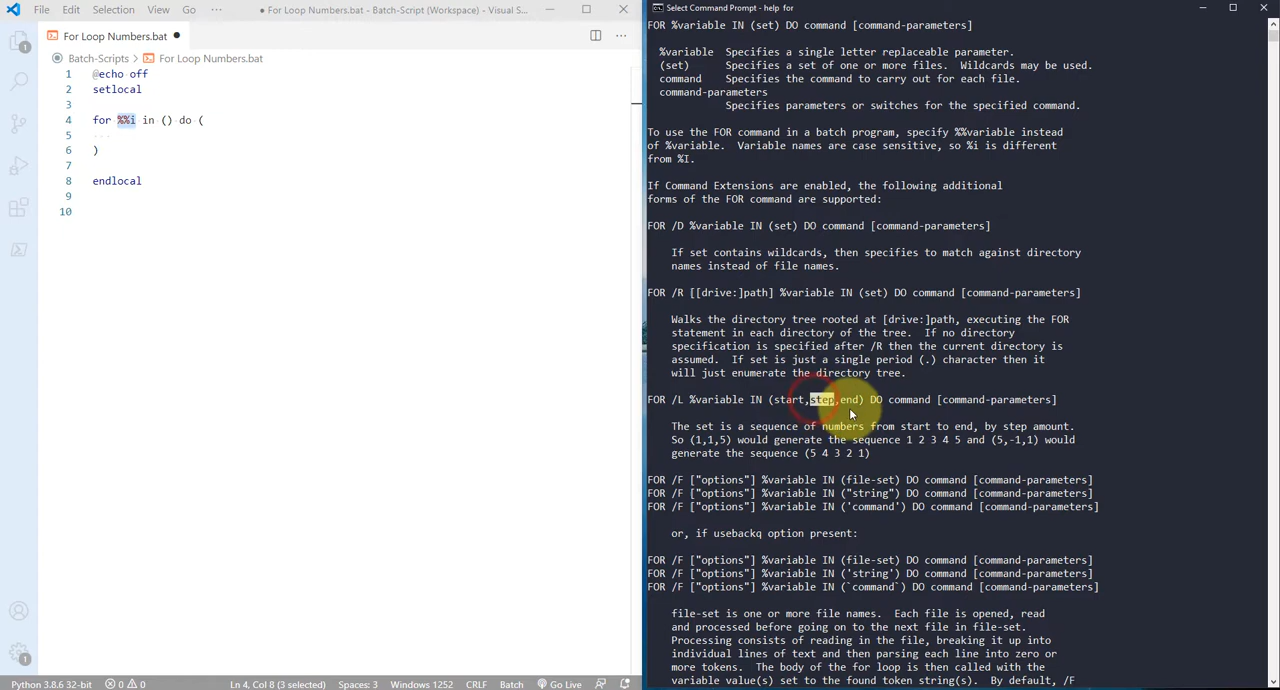 File Edit Selection View Go ··· ● For Loop Numbers.bat - Batch-Script (Workspace) - Visual S...
For Loop Numbers.bat ●
Batch-Scripts > For Loop Numbers.bat
1 @echo off
2 setlocal
3
4 for %%i in () do (
5
6 )
7
8 endlocal
9
10
1
1
Python 3.8.6 32-bit 0 0 Ln 4, Col 8 (3 selected) Spaces: 3 Windows 1252 CRLF Batch Go Live
Select Command Prompt - help for
FOR %variable IN (set) DO command [command-parameters]
%variable Specifies a single letter replaceable parameter.
(set) Specifies a set of one or more files. Wildcards may be used.
command Specifies the command to carry out for each file.
command-parameters
Specifies parameters or switches for the specified command.
To use the FOR command in a batch program, specify %%variable instead
of %variable. Variable names are case sensitive, so %i is different
from %I.
If Command Extensions are enabled, the following additional
forms of the FOR command are supported:
FOR /D %variable IN (set) DO command [command-parameters]
If set contains wildcards, then specifies to match against directory
names instead of file names.
FOR /R [[drive:]path] %variable IN (set) DO command [command-parameters]
Walks the directory tree rooted at [drive:]path, executing the FOR
statement in each directory of the tree. If no directory
specification is specified after /R then the current directory is
assumed. If set is just a single period (.) character then it
will just enumerate the directory tree.
FOR /L %variable IN (start,step,end) DO command [command-parameters]
The set is a sequence of numbers from start to end, by step amount.
So (1,1,5) would generate the sequence 1 2 3 4 5 and (5,-1,1) would
generate the sequence (5 4 3 2 1)
FOR /F ["options"] %variable IN (file-set) DO command [command-parameters]
FOR /F ["options"] %variable IN ("string") DO command [command-parameters]
FOR /F ["options"] %variable IN ('command') DO command [command-parameters]
or, if usebackq option present:
FOR /F ["options"] %variable IN (file-set) DO command [command-parameters]
FOR /F ["options"] %variable IN ('string') DO command [command-parameters]
FOR /F ["options"] %variable IN (`command`) DO command [command-parameters]
file-set is one or more file names. Each file is opened, read
and processed before going on to the next file in file-set.
Processing consists of reading in the file, breaking it up into
individual lines of text and then parsing each line into zero or
more tokens. The body of the for loop is then called with the
variable value(s) set to the found token string(s). By default, /F